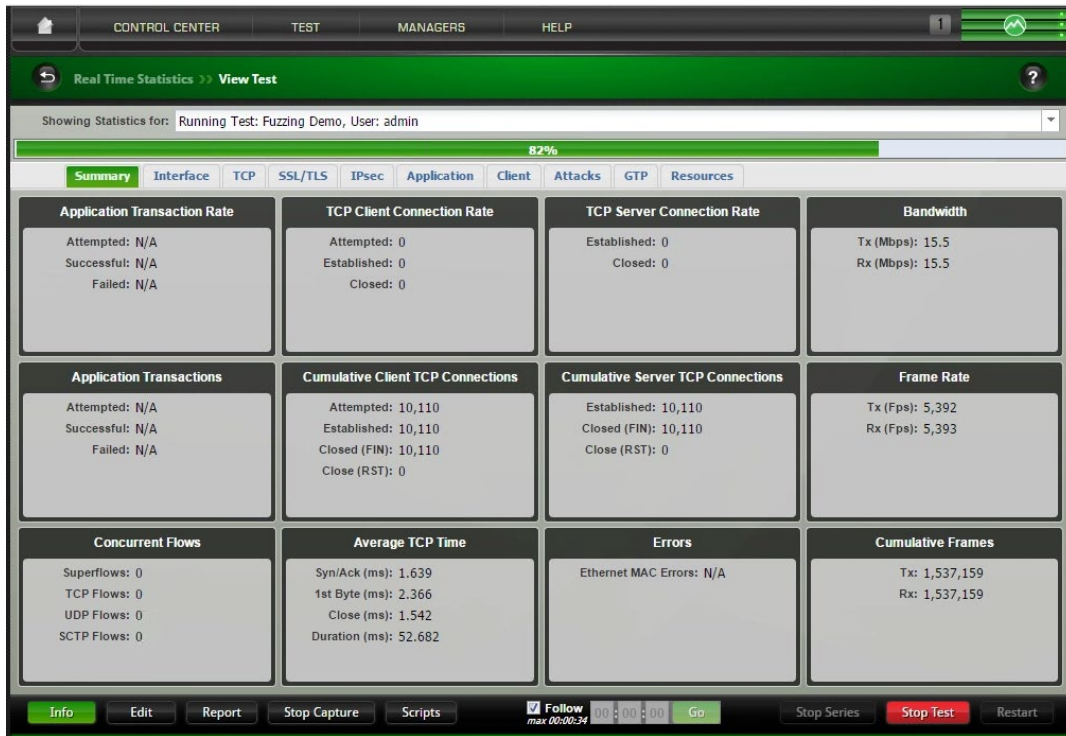 CONTROL CENTER TEST MANAGERS HELP 1
Real Time Statistics >> View Test ?
Showing Statistics for: Running Test: Fuzzing Demo, User: admin
82%
Summary Interface TCP SSL/TLS IPsec Application Client Attacks GTP Resources
Application Transaction Rate
Attempted: N/A
Successful: N/A
Failed: N/A
TCP Client Connection Rate
Attempted: 0
Established: 0
Closed: 0
TCP Server Connection Rate
Established: 0
Closed: 0
Bandwidth
Tx (Mbps): 15.5
Rx (Mbps): 15.5
Application Transactions
Attempted: N/A
Successful: N/A
Failed: N/A
Cumulative Client TCP Connections
Attempted: 10,110
Established: 10,110
Closed (FIN): 10,110
Close (RST): 0
Cumulative Server TCP Connections
Established: 10,110
Closed (FIN): 10,110
Close (RST): 0
Frame Rate
Tx (Fps): 5,392
Rx (Fps): 5,393
Concurrent Flows
Superflows: 0
TCP Flows: 0
UDP Flows: 0
SCTP Flows: 0
Average TCP Time
Syn/Ack (ms): 1.639
1st Byte (ms): 2.366
Close (ms): 1.542
Duration (ms): 52.682
Errors
Ethernet MAC Errors: N/A
Cumulative Frames
Tx: 1,537,159
Rx: 1,537,159
Info Edit Report Stop Capture Scripts Follow 00:00:00 Go Stop Series Stop Test Restart
max 00:00:34